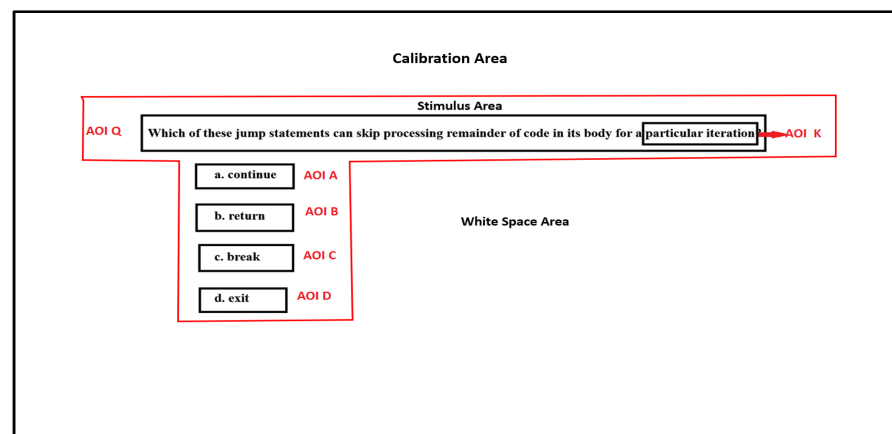 Calibration Area
Stimulus Area
AOI Q
Which of these jump statements can skip processing remainder of code in its body for a particular iteration?
AOI K
a. continue
AOI A
b. return
AOI B
White Space Area
c. break
AOI C
d. exit
AOI D